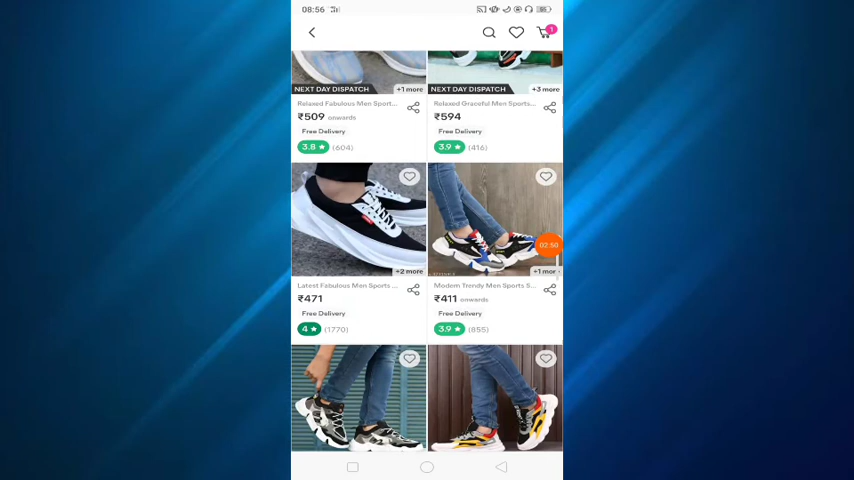 08:56
1
NEXT DAY DISPATCH
+1 more
NEXT DAY DISPATCH
+3 more
Relaxed Fabulous Men Sport...
₹509 onwards
Free Delivery
3.8 ★ (604)
Relaxed Graceful Men Sports...
₹594
Free Delivery
3.9 ★ (416)
+2 more
02:50
+1 mor
Latest Fabulous Men Sports ...
₹471
Free Delivery
4 ★ (1770)
Modern Trendy Men Sports S...
₹411 onwards
Free Delivery
3.9 ★ (855)